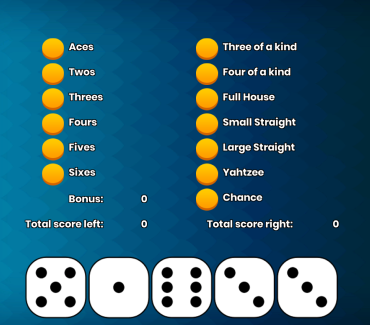 Aces
Twos
Threes
Fours
Fives
Sixes
Bonus: 0
Total score left: 0
Three of a kind
Four of a kind
Full House
Small Straight
Large Straight
Yahtzee
Chance
Total score right: 0